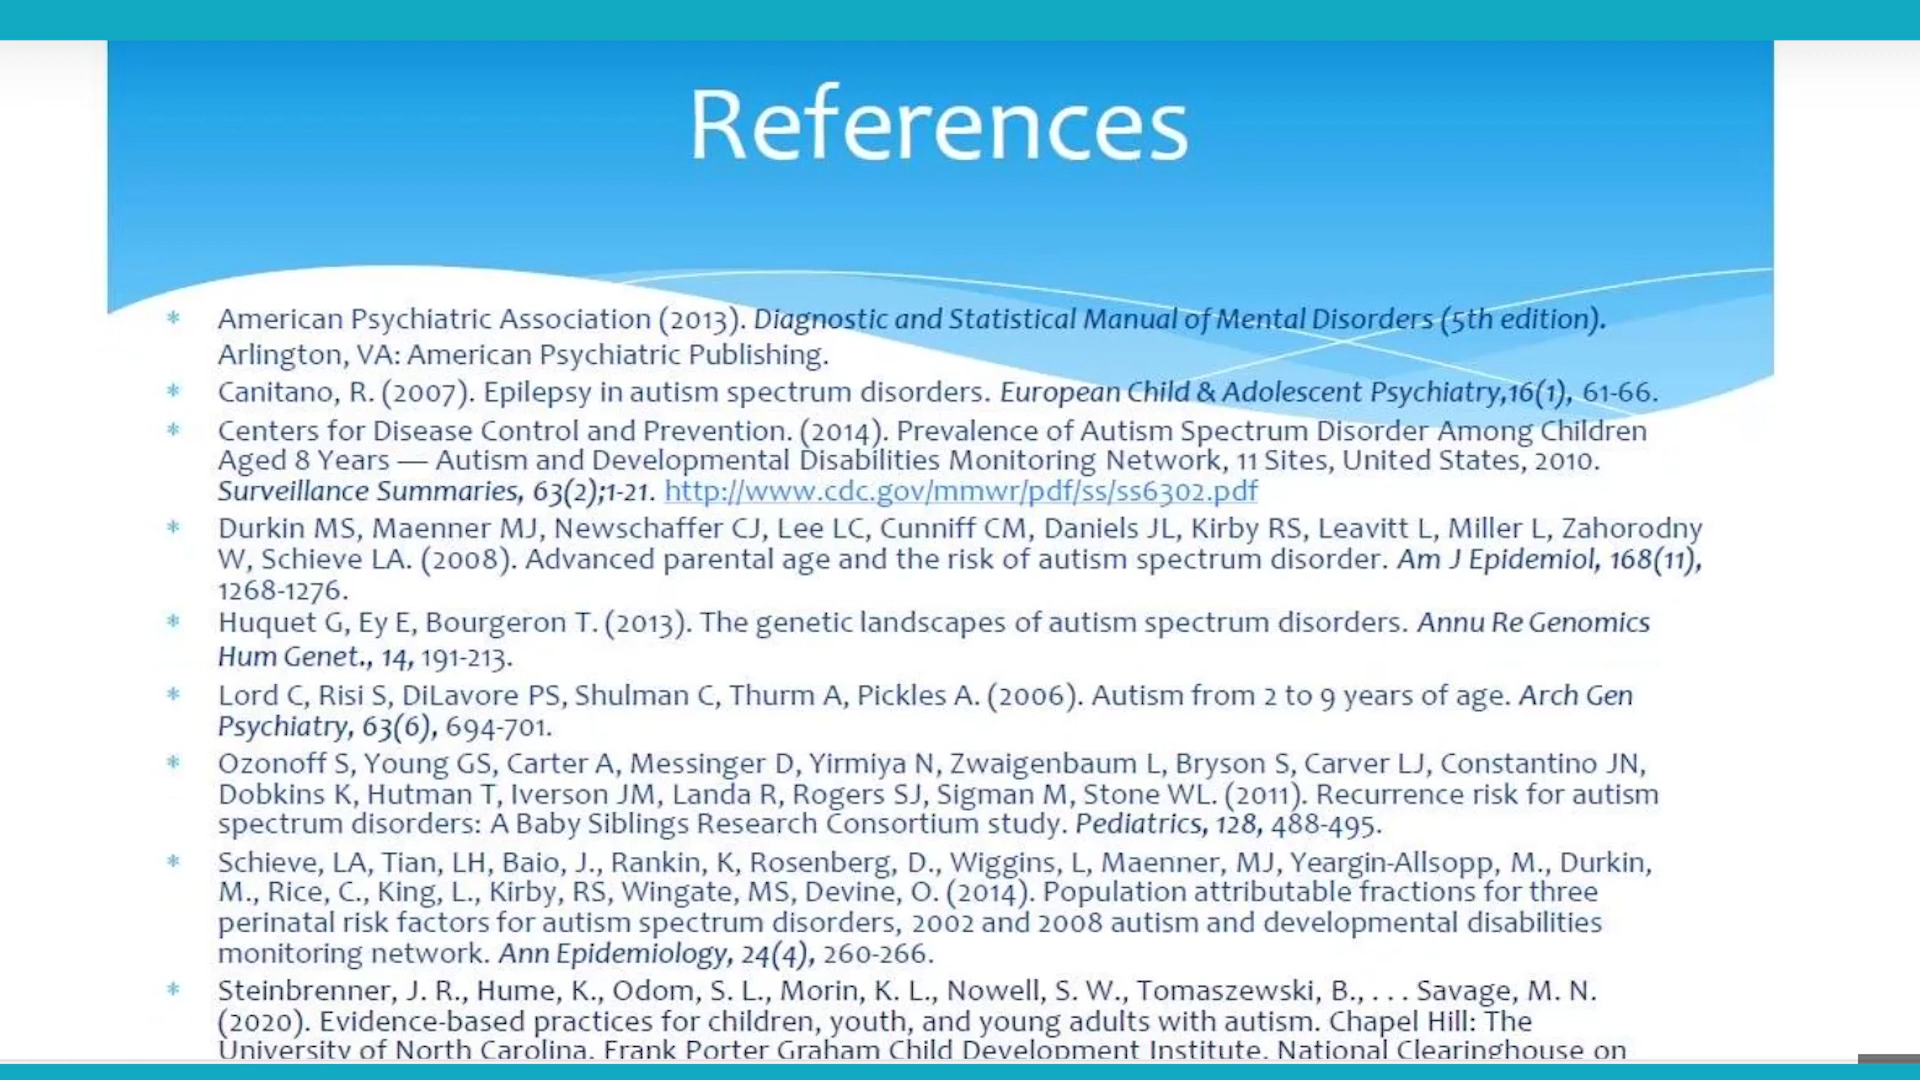 References
* American Psychiatric Association (2013). Diagnostic and Statistical Manual of Mental Disorders (5th edition).
Arlington, VA: American Psychiatric Publishing.
* Canitano, R. (2007). Epilepsy in autism spectrum disorders. European Child & Adolescent Psychiatry,16(1), 61-66.
* Centers for Disease Control and Prevention. (2014). Prevalence of Autism Spectrum Disorder Among Children
Aged 8 Years — Autism and Developmental Disabilities Monitoring Network, 11 Sites, United States, 2010.
Surveillance Summaries, 63(2);1-21. http://www.cdc.gov/mmwr/pdf/ss/ss6302.pdf
* Durkin MS, Maenner MJ, Newschaffer CJ, Lee LC, Cunniff CM, Daniels JL, Kirby RS, Leavitt L, Miller L, Zahorodny
W, Schieve LA. (2008). Advanced parental age and the risk of autism spectrum disorder. Am J Epidemiol, 168(11),
1268-1276.
* Huquet G, Ey E, Bourgeron T. (2013). The genetic landscapes of autism spectrum disorders. Annu Re Genomics
Hum Genet., 14, 191-213.
* Lord C, Risi S, DiLavore PS, Shulman C, Thurm A, Pickles A. (2006). Autism from 2 to 9 years of age. Arch Gen
Psychiatry, 63(6), 694-701.
* Ozonoff S, Young GS, Carter A, Messinger D, Yirmiya N, Zwaigenbaum L, Bryson S, Carver LJ, Constantino JN,
Dobkins K, Hutman T, Iverson JM, Landa R, Rogers SJ, Sigman M, Stone WL. (2011). Recurrence risk for autism
spectrum disorders: A Baby Siblings Research Consortium study. Pediatrics, 128, 488-495.
* Schieve, LA, Tian, LH, Baio, J., Rankin, K, Rosenberg, D., Wiggins, L, Maenner, MJ, Yeargin-Allsopp, M., Durkin,
M., Rice, C., King, L., Kirby, RS, Wingate, MS, Devine, O. (2014). Population attributable fractions for three
perinatal risk factors for autism spectrum disorders, 2002 and 2008 autism and developmental disabilities
monitoring network. Ann Epidemiology, 24(4), 260-266.
* Steinbrenner, J. R., Hume, K., Odom, S. L., Morin, K. L., Nowell, S. W., Tomaszewski, B., . . . Savage, M. N.
(2020). Evidence-based practices for children, youth, and young adults with autism. Chapel Hill: The
University of North Carolina, Frank Porter Graham Child Development Institute, National Clearinghouse on